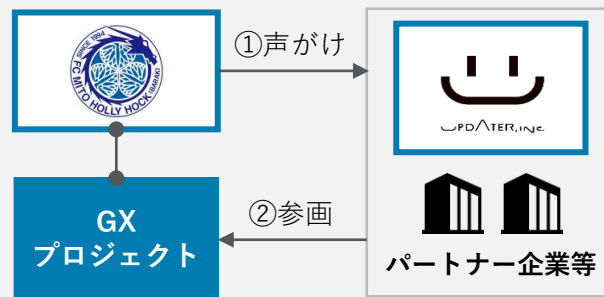 SINCE 1994
FC MITO HOLLY HOCK IBARAKI
①声がけ
UPDATER, INC.
GX
プロジェクト
②参画
パートナー企業等